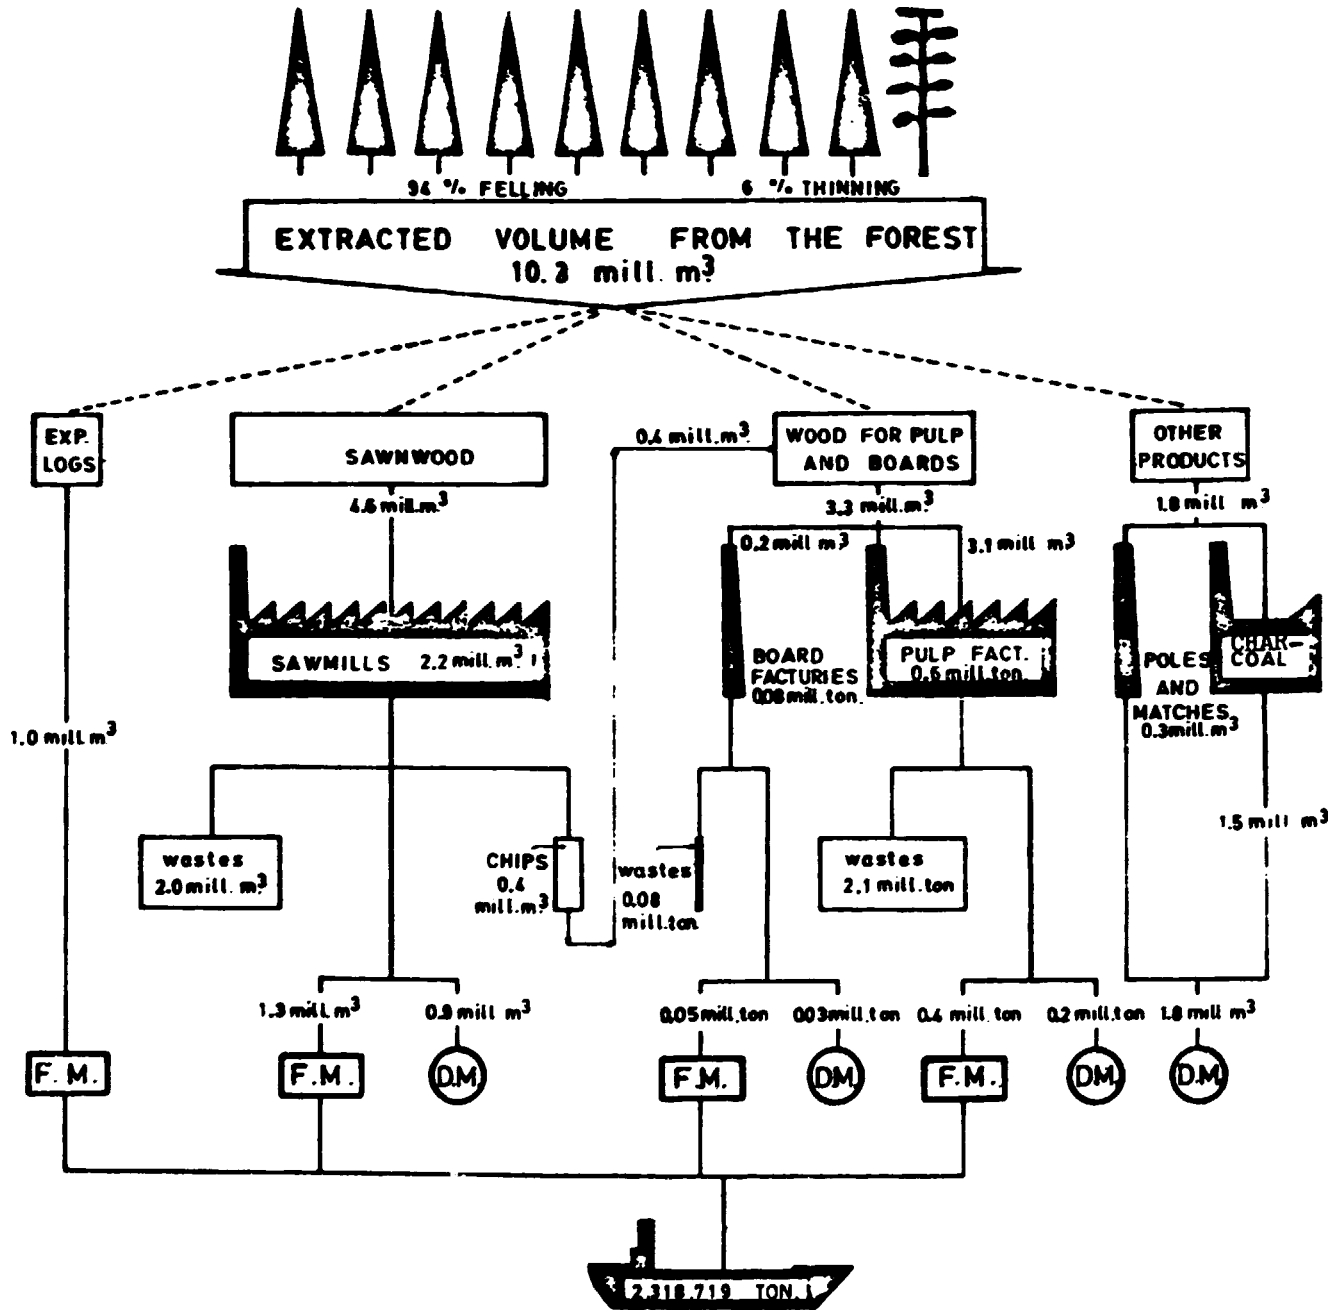 94 % FELLING 6 % THINNING
EXTRACTED VOLUME FROM THE FOREST
10.3 mill. m³
EXP. LOGS
SAWNWOOD
0.4 mill. m³
WOOD FOR PULP
AND BOARDS
OTHER
PRODUCTS
4.6 mill. m³
3.3 mill. m³
1.8 mill m³
0.2 mill m³
3.1 mill m³
SAWMILLS 2.2 mill. m³
BOARD
FACTURIES
0.08 mill. ton.
PULP FACT.
0.6 mill. ton
POLES
AND
MATCHES
0.3 mill. m³
CHAR-
COAL
1.0 mill m³
1.5 mill m³
wastes
2.0 mill. m³
CHIPS
0.4
mill. m³
wastes
0.08
mill. ton
wastes
2.1 mill. ton
1.3 mill. m³
0.9 mill m³
0.05 mill. ton
0.03 mill. ton
0.4 mill. ton
0.2 mill. ton
1.8 mill m³
F.M.
F.M.
D.M.
F.M.
D.M.
F.M.
D.M.
D.M.
2.318.719 TON.